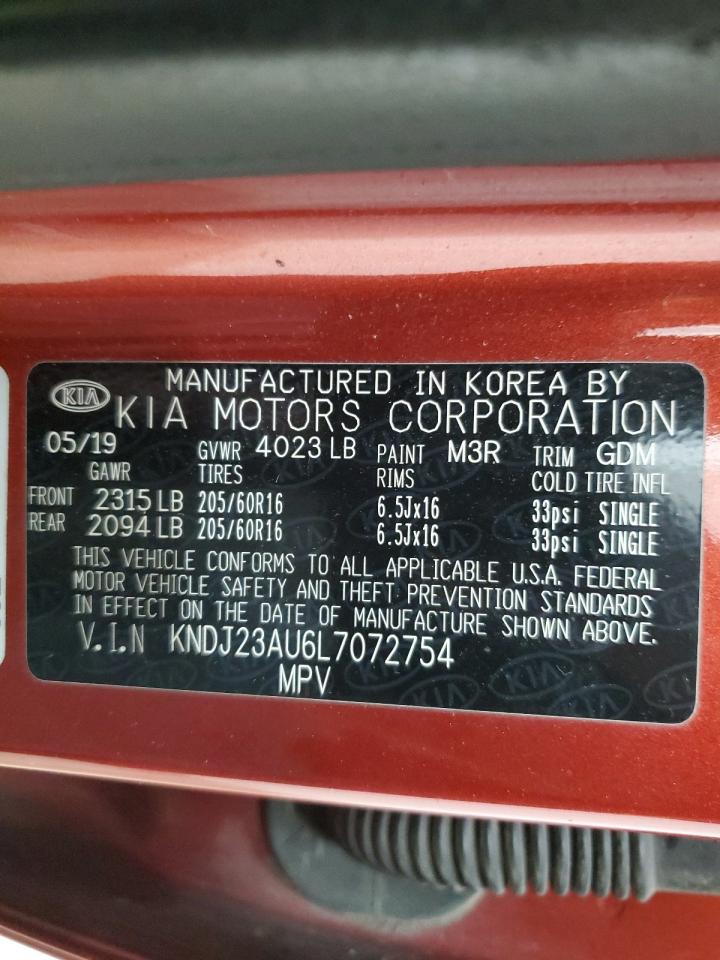 MANUFACTURED IN KOREA BY
KIA KIA MOTORS CORPORATION
05/19 GVWR 4023 LB PAINT M3R TRIM GDM
GAWR TIRES RIMS COLD TIRE INFL
FRONT 2315 LB 205/60R16 6.5Jx16 33psi SINGLE
REAR 2094 LB 205/60R16 6.5Jx16 33psi SINGLE
THIS VEHICLE CONFORMS TO ALL APPLICABLE U.S.A. FEDERAL
MOTOR VEHICLE SAFETY AND THEFT PREVENTION STANDARDS
IN EFFECT ON THE DATE OF MANUFACTURE SHOWN ABOVE.
V.I.N KNDJ23AU6L7072754
MPV